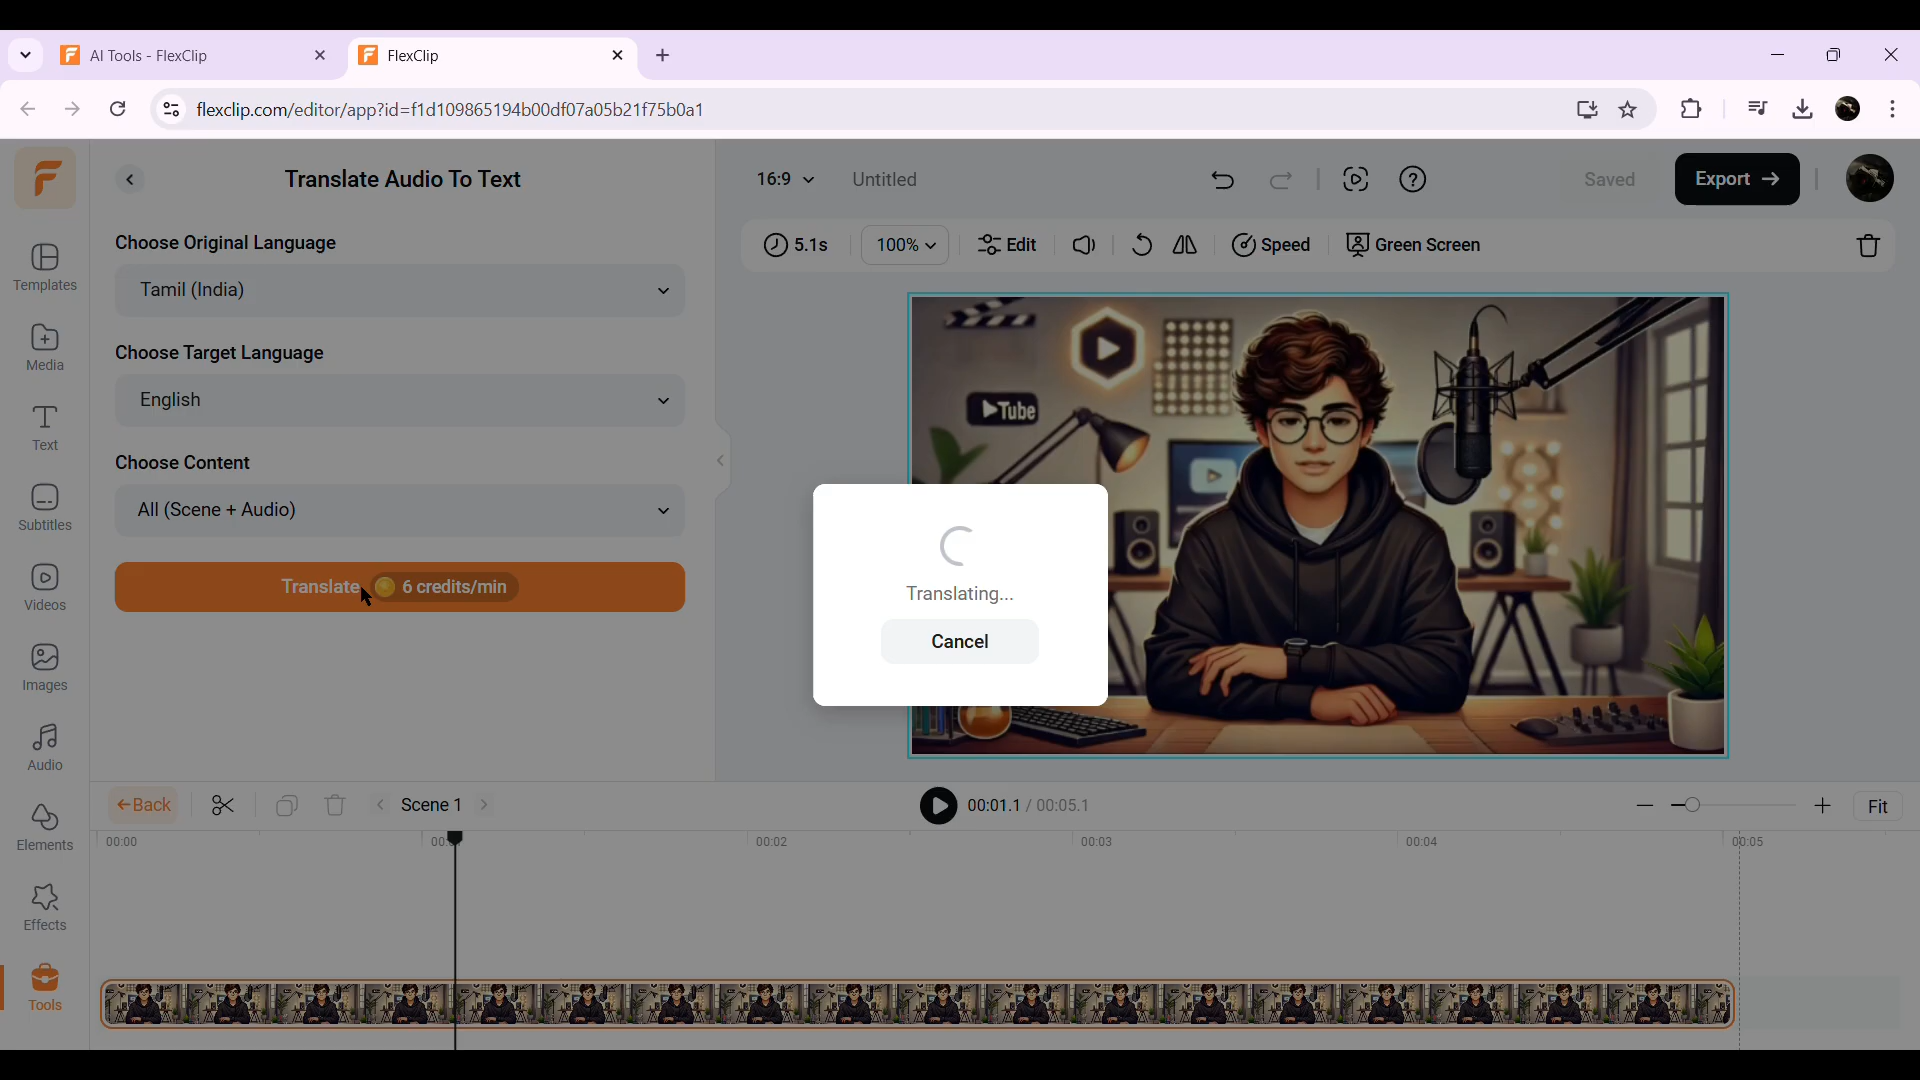 AI Tools - FlexClip
FlexClip
flexclip.com/editor/app?id=f1d109865194b00df07a05b21f75b0a1
Translate Audio To Text
16:9
Untitled
Saved
Export
Choose Original Language
Tamil (India)
5.1s
100%
Edit
Speed
Green Screen
Templates
Media
Text
Subtitles
Videos
Images
Audio
Elements
Effects
Tools
Choose Target Language
English
Choose Content
All (Scene + Audio)
Translate 6 credits/min
Tube
Translating...
Cancel
Back
Scene 1
00:01.1 / 00:05.1
Fit
00:00
00:02
00:03
00:04
00:05